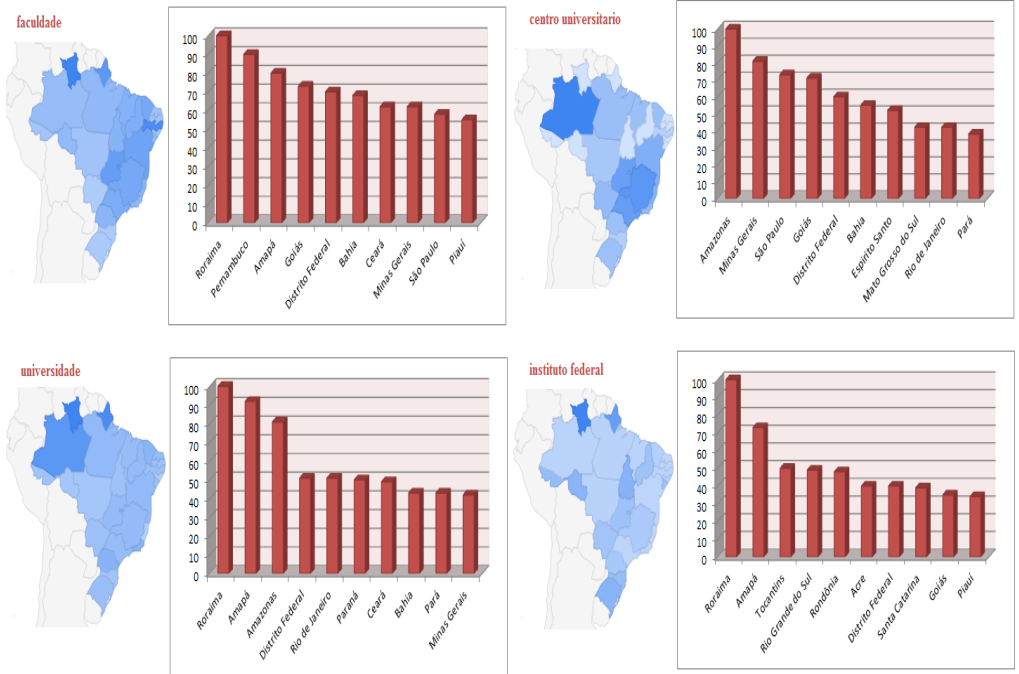 faculdade
100
90
80
70
60
50
40
30
20
10
0
Roraima
Pernambuco
Amapá
Goiás
Distrito Federal
Bahia
Ceará
Minas Gerais
São Paulo
Piauí
centro universitario
100
90
80
70
60
50
40
30
20
10
0
Amazonas
Minas Gerais
São Paulo
Goiás
Distrito Federal
Bahia
Espírito Santo
Mato Grosso do Sul
Rio de Janeiro
Pará
universidade
100
90
80
70
60
50
40
30
20
10
0
Roraima
Amapá
Amazonas
Distrito Federal
Rio de Janeiro
Paraná
Ceará
Bahia
Pará
Minas Gerais
instituto federal
100
90
80
70
60
50
40
30
20
10
0
Roraima
Amapá
Tocantins
Rio Grande do Sul
Rondônia
Acre
Distrito Federal
Santa Catarina
Goiás
Piauí